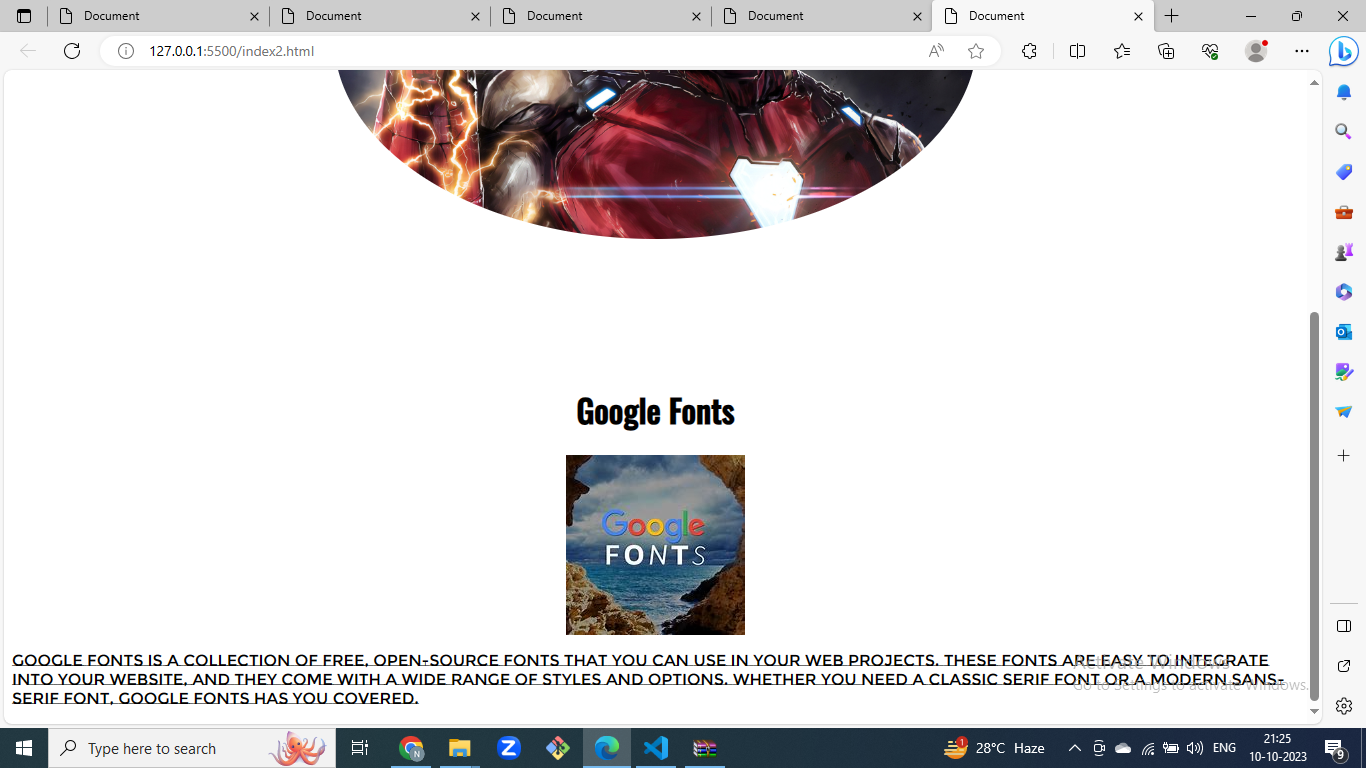 Document
Document
Document
Document
Document
127.0.0.1:5500/index2.html
Google Fonts
Google
FONTS
GOOGLE FONTS IS A COLLECTION OF FREE, OPEN-SOURCE FONTS THAT YOU CAN USE IN YOUR WEB PROJECTS. THESE FONTS ARE EASY TO INTEGRATE
INTO YOUR WEBSITE, AND THEY COME WITH A WIDE RANGE OF STYLES AND OPTIONS. WHETHER YOU NEED A CLASSIC SERIF FONT OR A MODERN SANS-
SERIF FONT, GOOGLE FONTS HAS YOU COVERED.
Activate Windows
Go to Settings to activate Windows.
Type here to search
28°C Haze
ENG
21:25
10-10-2023
1
9
N